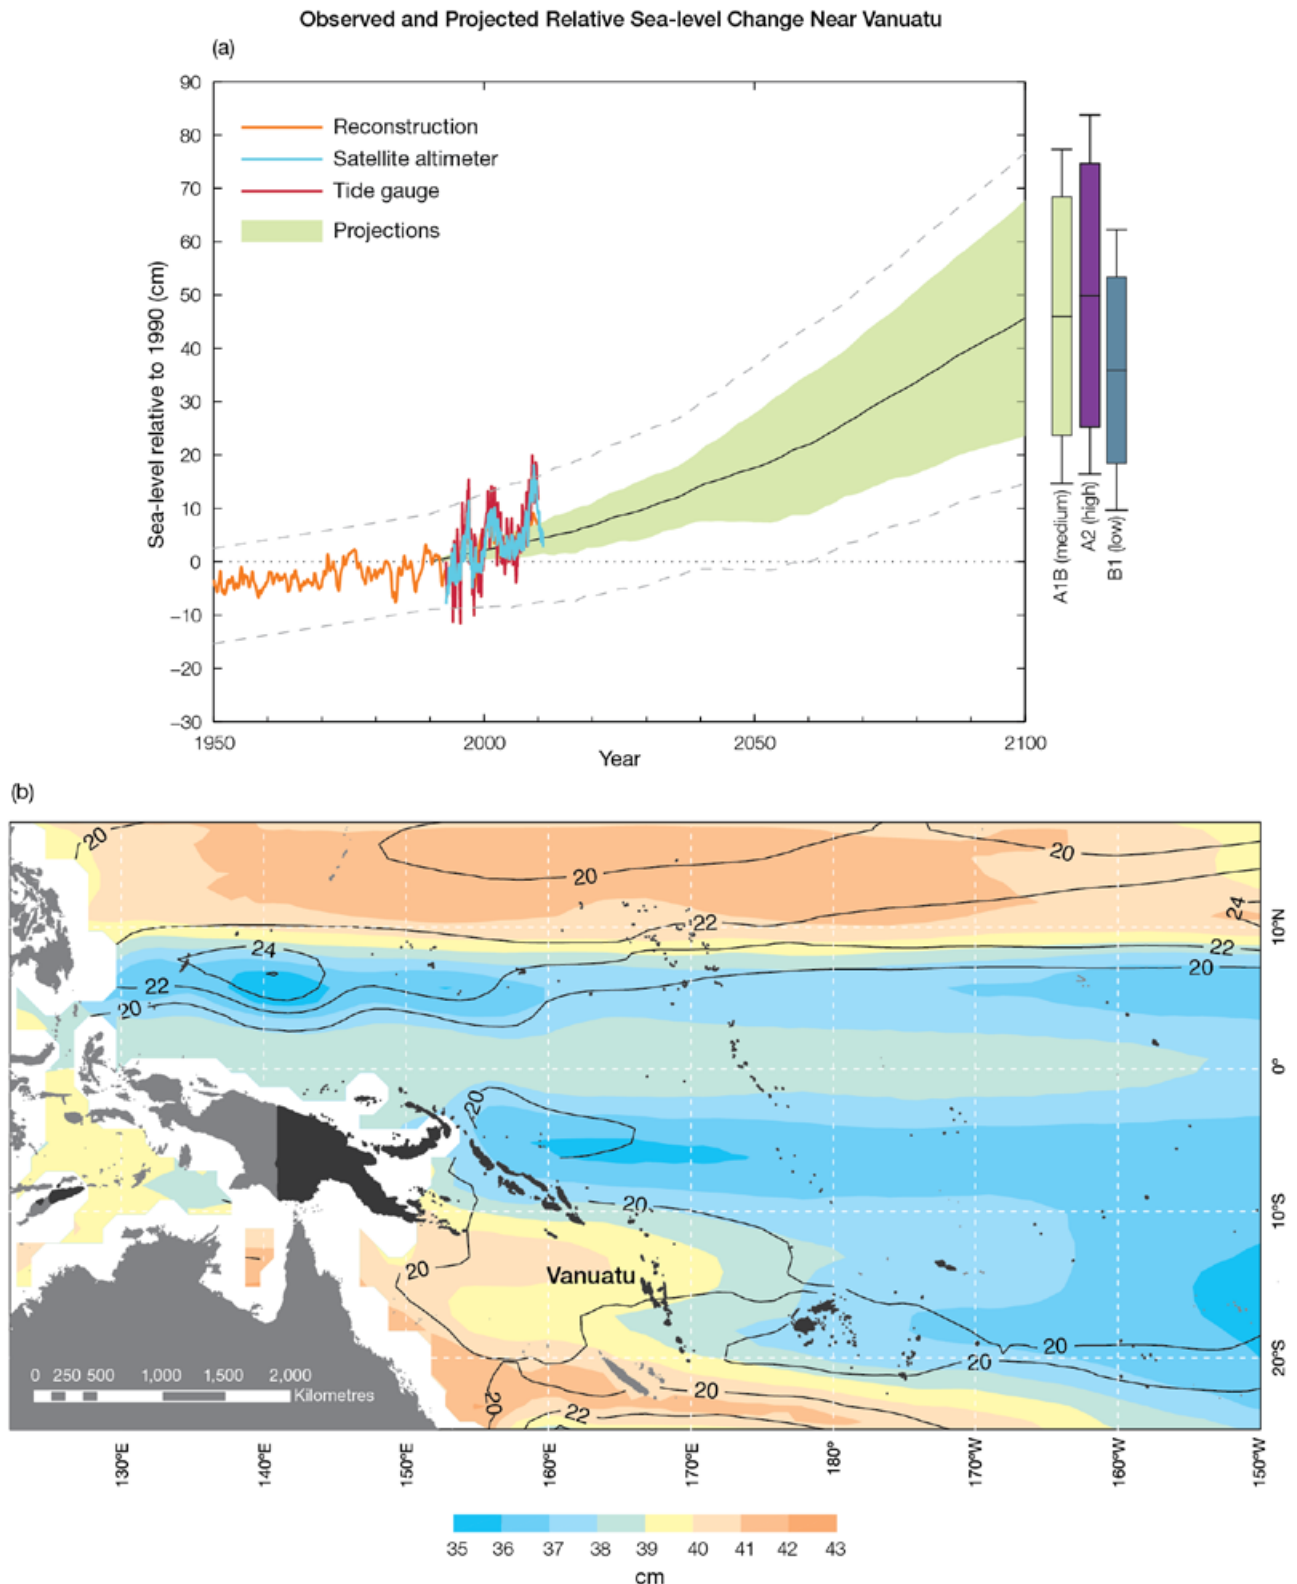 Observed and Projected Relative Sea-level Change Near Vanuatu
(a)
90
80
70
60
50
40
30
20
10
0
−10
−20
−30
Sea-level relative to 1990 (cm)
Reconstruction
Satellite altimeter
Tide gauge
Projections
1950
2000
2050
2100
Year
A1B (medium)
A2 (high)
B1 (low)
(b)
20
20
20
24
22
22
20
24
22
20
20
20
20
20
20
20
20
22
Vanuatu
10°N
0°
10°S
20°S
0 250 500 1,000 1,500 2,000
Kilometres
130°E
140°E
150°E
160°E
170°E
180°
170°W
160°W
150°W
35 36 37 38 39 40 41 42 43
cm